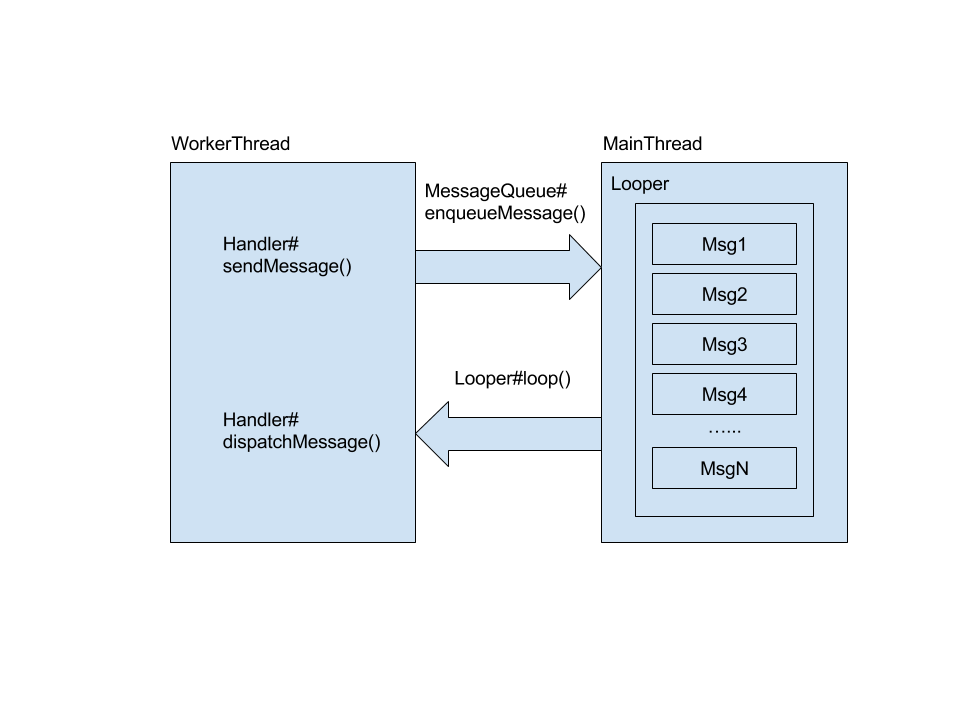 WorkerThread
Handler#
sendMessage()
Handler#
dispatchMessage()
MessageQueue#
enqueueMessage()
Looper#loop()
MainThread
Looper
Msg1
Msg2
Msg3
Msg4
…...
MsgN